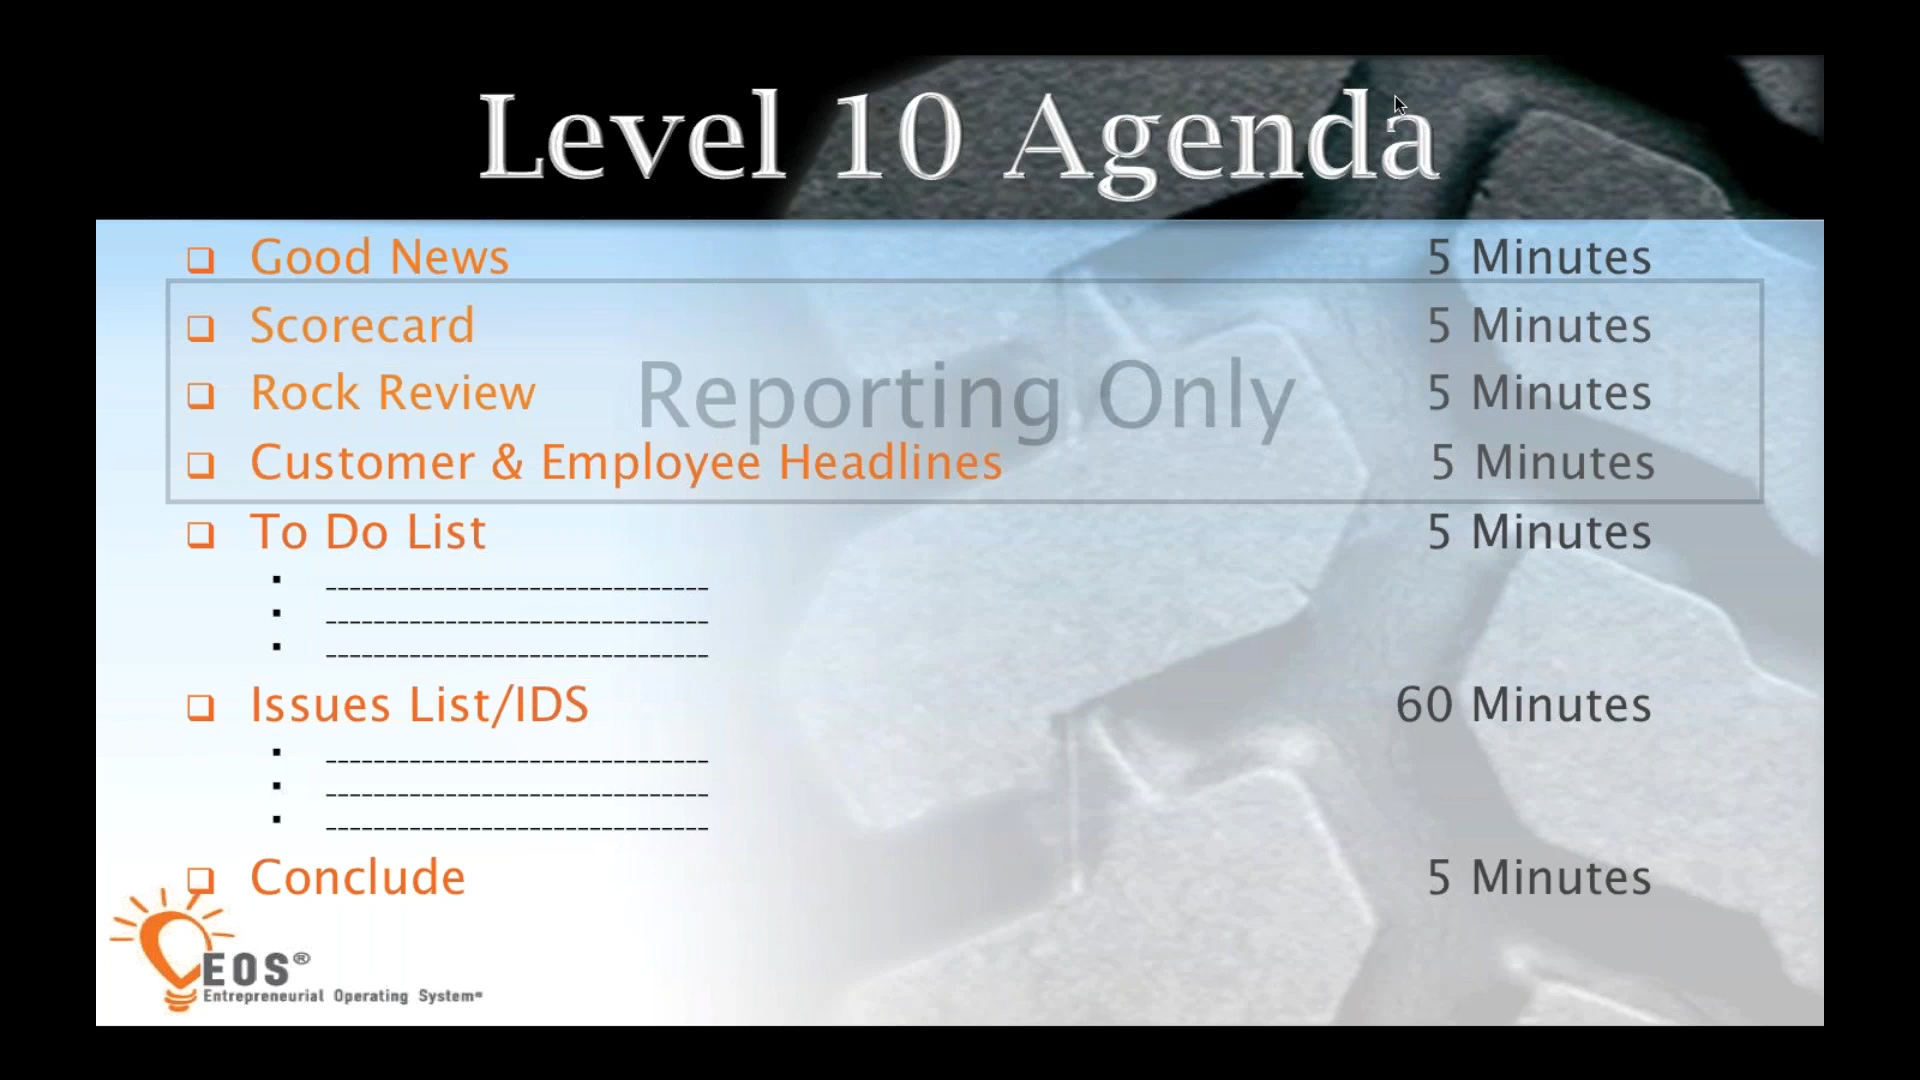 Level 10 Agenda
Good News 5 Minutes
Scorecard 5 Minutes
Reporting Only
Rock Review 5 Minutes
Customer & Employee Headlines 5 Minutes
To Do List 5 Minutes
Issues List/IDS 60 Minutes
Conclude 5 Minutes
EOS®
Entrepreneurial Operating System